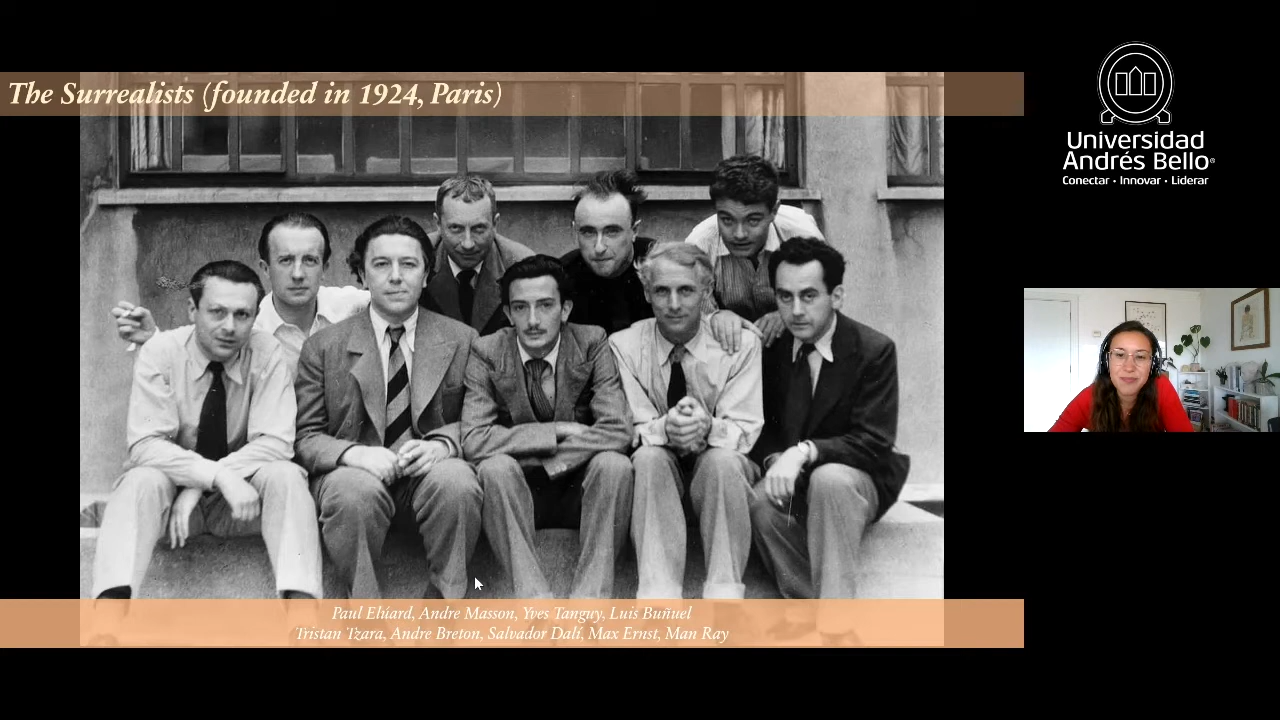 The Surrealists (founded in 1924, Paris)
Universidad
Andrés Bello®
Conectar · Innovar · Liderar
Paul Elúard, Andre Masson, Yves Tanguy, Luis Buñuel
Tristan Tzara, Andre Breton, Salvador Dalí, Max Ernst, Man Ray